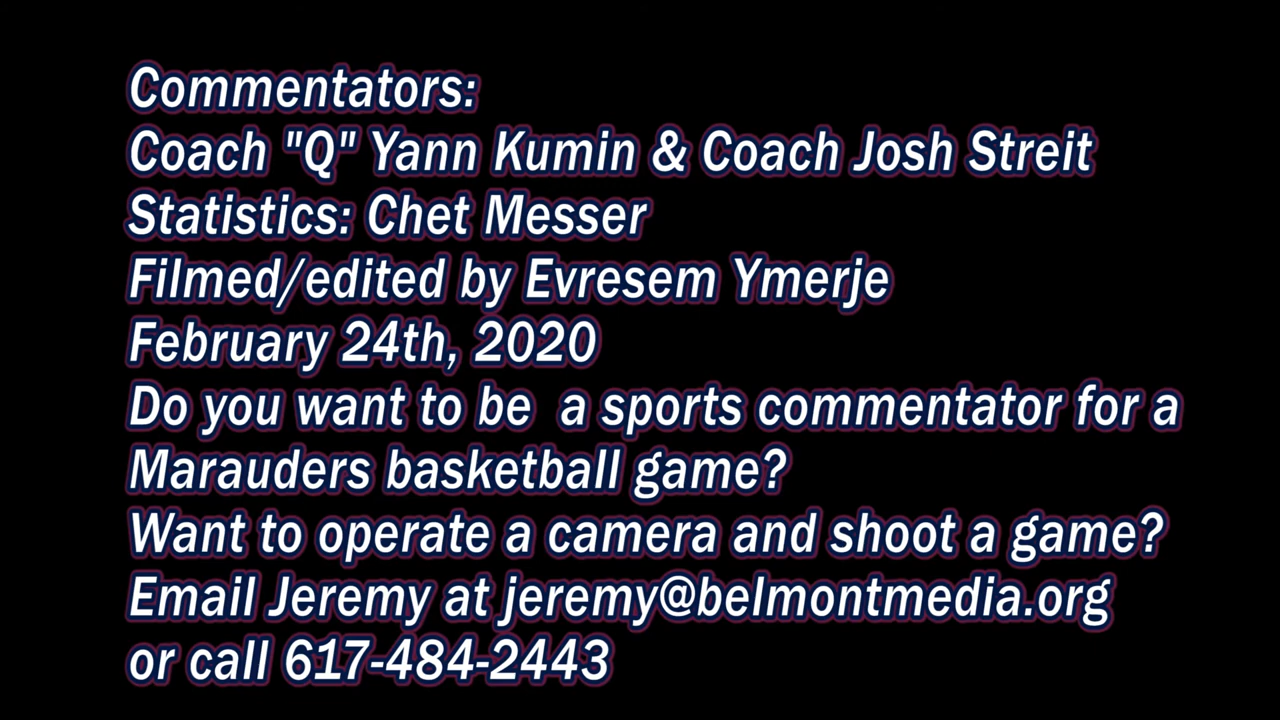 Commentators:
Coach "Q" Yann Kumin & Coach Josh Streit
Statistics: Chet Messer
Filmed/edited by Evresem Ymerje
February 24th, 2020
Do you want to be  a sports commentator for a
Marauders basketball game?
Want to operate a camera and shoot a game?
Email Jeremy at jeremy@belmontmedia.org
or call 617-484-2443